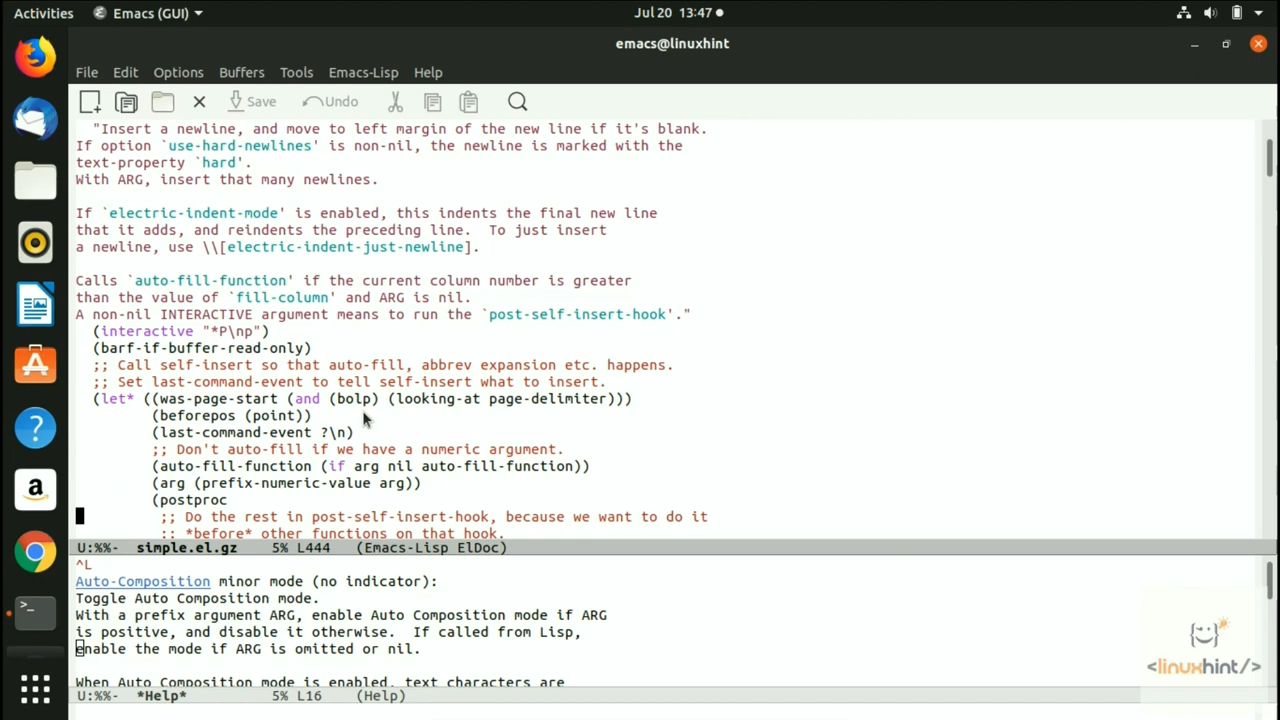 Activities Emacs (GUI) Jul 20 13:47
emacs@linuxhint
File Edit Options Buffers Tools Emacs-Lisp Help
Save Undo
"Insert a newline, and move to left margin of the new line if it's blank.
If option `use-hard-newlines' is non-nil, the newline is marked with the
text-property `hard'.
With ARG, insert that many newlines.
If `electric-indent-mode' is enabled, this indents the final new line
that it adds, and reindents the preceding line.  To just insert
a newline, use \\[electric-indent-just-newline].
Calls `auto-fill-function' if the current column number is greater
than the value of `fill-column' and ARG is nil.
A non-nil INTERACTIVE argument means to run the `post-self-insert-hook'."
(interactive "*P\np")
(barf-if-buffer-read-only)
;; Call self-insert so that auto-fill, abbrev expansion etc. happens.
;; Set last-command-event to tell self-insert what to insert.
(let* ((was-page-start (and (bolp) (looking-at page-delimiter)))
(beforepos (point))
(last-command-event ?\n)
;; Don't auto-fill if we have a numeric argument.
(auto-fill-function (if arg nil auto-fill-function))
(arg (prefix-numeric-value arg))
(postproc
;; Do the rest in post-self-insert-hook, because we want to do it
;; *before* other functions on that hook.
U:%%-  simple.el.gz    5% L444   (Emacs-Lisp ElDoc)
^L
Auto-Composition minor mode (no indicator):
Toggle Auto Composition mode.
With a prefix argument ARG, enable Auto Composition mode if ARG
is positive, and disable it otherwise.  If called from Lisp,
enable the mode if ARG is omitted or nil.
When Auto Composition mode is enabled, text characters are
U:%%-  *Help*          5% L16    (Help)
<linuxhint/>